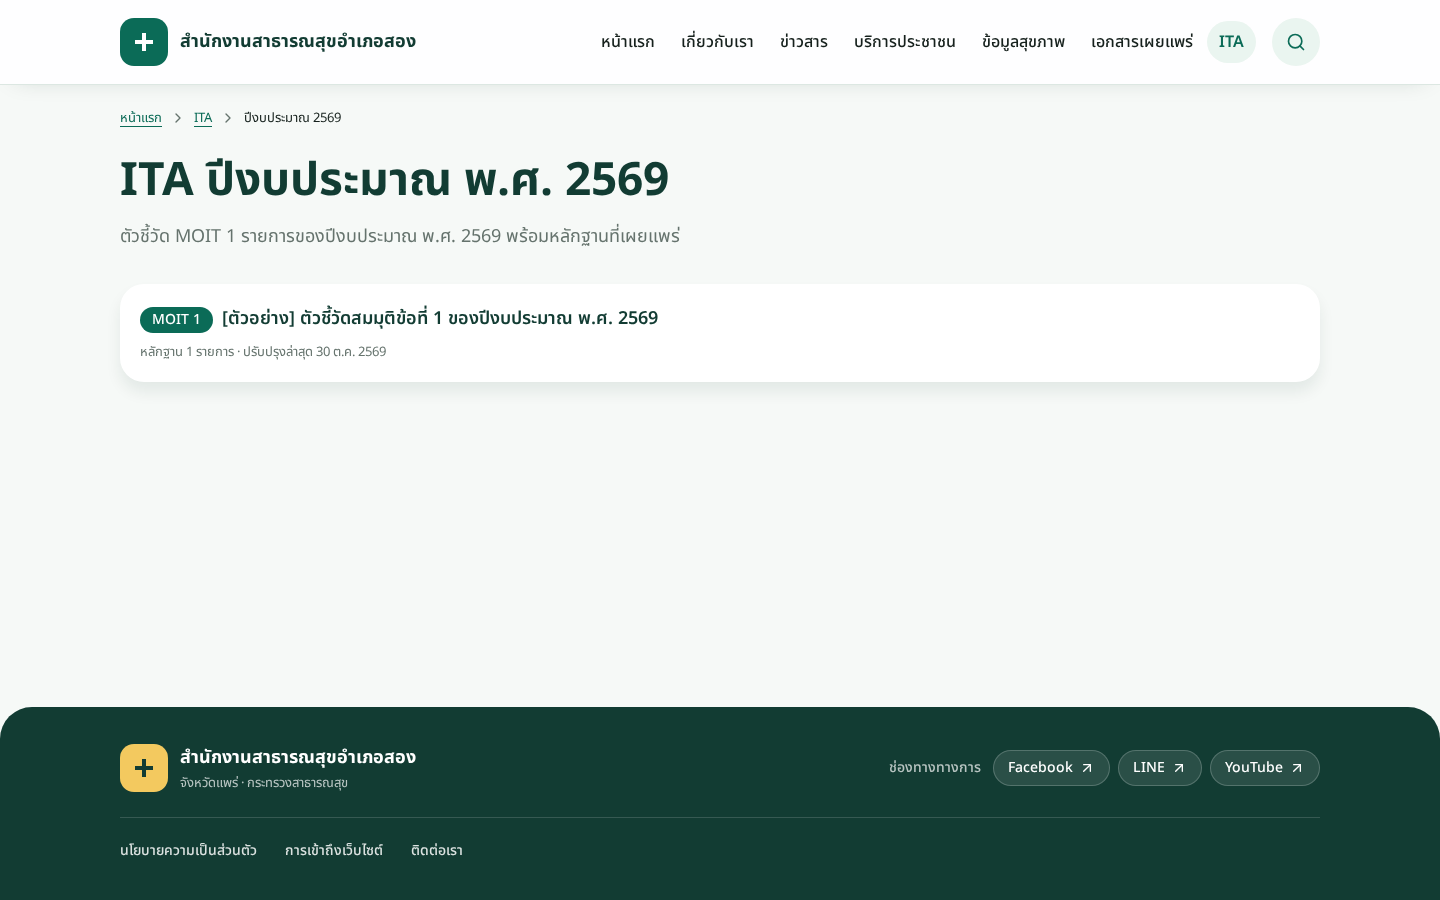 สำนักงานสาธารณสุขอำเภอสอง
หน้าแรก เกี่ยวกับเรา ข่าวสาร บริการประชาชน ข้อมูลสุขภาพ เอกสารเผยแพร่ ITA
หน้าแรก ITA ปีงบประมาณ 2569
ITA ปีงบประมาณ พ.ศ. 2569
ตัวชี้วัด MOIT 1 รายการของปีงบประมาณ พ.ศ. 2569 พร้อมหลักฐานที่เผยแพร่
MOIT 1 [ตัวอย่าง] ตัวชี้วัดสมมุติข้อที่ 1 ของปีงบประมาณ พ.ศ. 2569
หลักฐาน 1 รายการ · ปรับปรุงล่าสุด 30 ต.ค. 2569
สำนักงานสาธารณสุขอำเภอสอง
จังหวัดแพร่ · กระทรวงสาธารณสุข
ช่องทางทางการ Facebook LINE YouTube
นโยบายความเป็นส่วนตัว การเข้าถึงเว็บไซต์ ติดต่อเรา